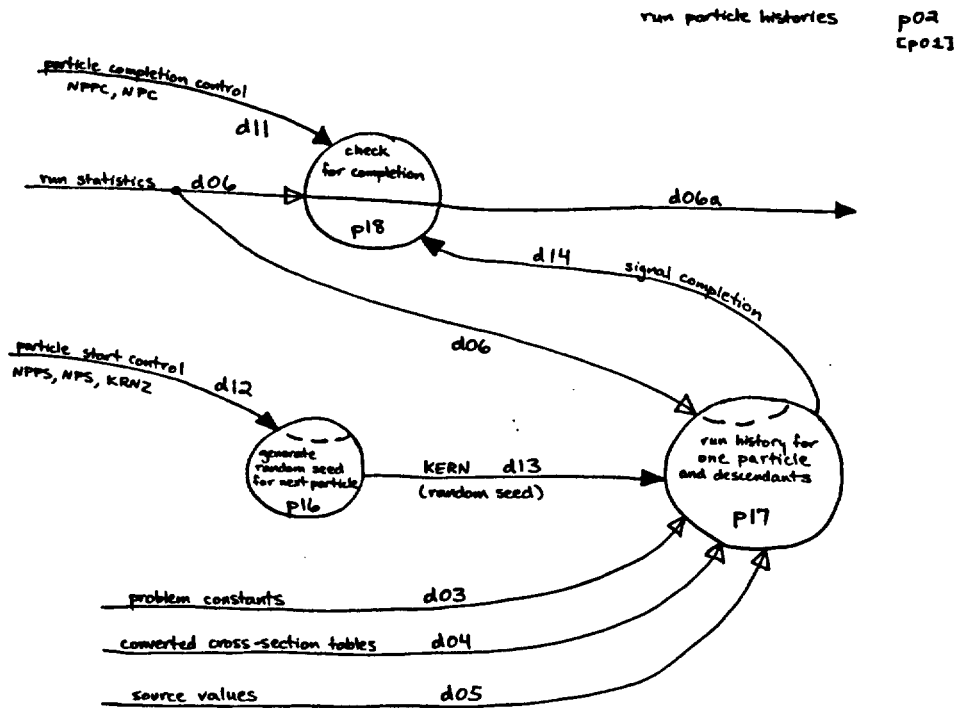 run particle histories p02
[p01]
particle completion control
NPPC, NPC
d11
check
for completion
p18
run statistics d06
d06a
d14 signal completion
d06
particle start control
NPPS, NPS, KRNZ
d12
generate
random seed
for next particle
p16
KERN d13
(random seed)
run history for
one particle
and descendants
p17
problem constants d03
converted cross-section tables d04
source values d05